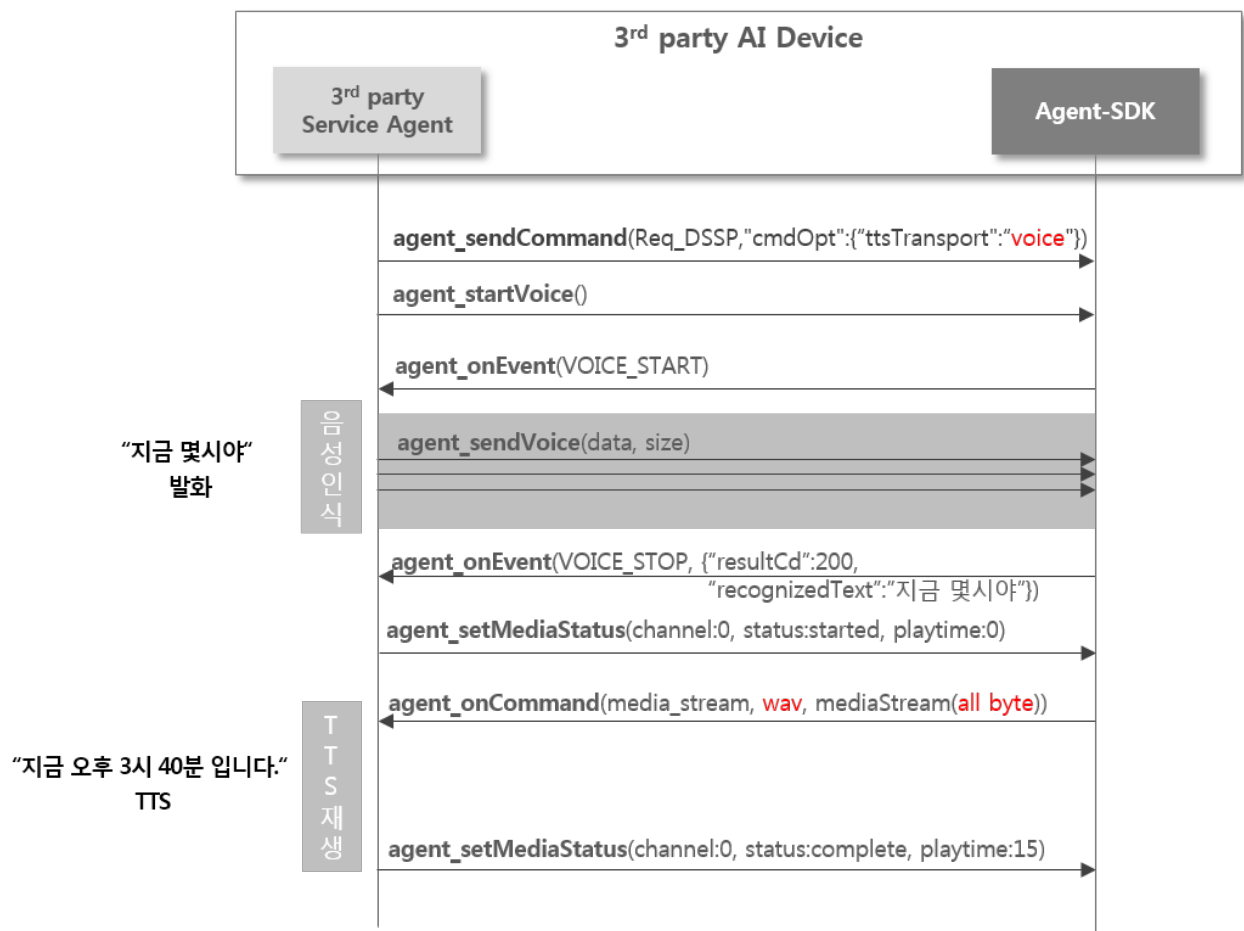 3rd party AI Device
3rd party
Service Agent
Agent-SDK
agent_sendCommand(Req_DSSP,"cmdOpt":{“ttsTransport":“voice"})
agent_startVoice()
agent_onEvent(VOICE_START)
음성인식
“지금 몇시야“
발화
agent_sendVoice(data, size)
agent_onEvent(VOICE_STOP, {“resultCd”:200,
“recognizedText”:”지금 몇시야”})
agent_setMediaStatus(channel:0, status:started, playtime:0)
agent_onCommand(media_stream, wav, mediaStream(all byte))
TTS재생
“지금 오후 3시 40분 입니다.“
TTS
agent_setMediaStatus(channel:0, status:complete, playtime:15)